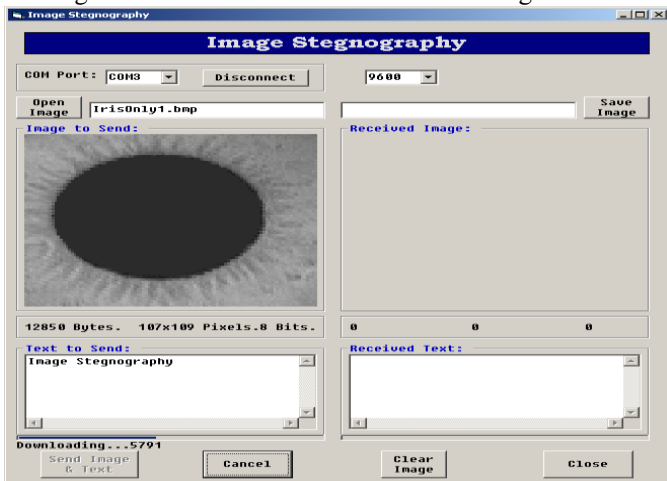 Image Stegnography
Image Stegnography
COM Port: COM3 Disconnect 9600
Open Image IrisOnly1.bmp Save Image
Image to Send: Received Image:
12850 Bytes. 107x109 Pixels.8 Bits. 0 0 0
Text to Send: Received Text:
Image Stegnography
Downloading...5791
Send Image & Text Cancel Clear Image Close